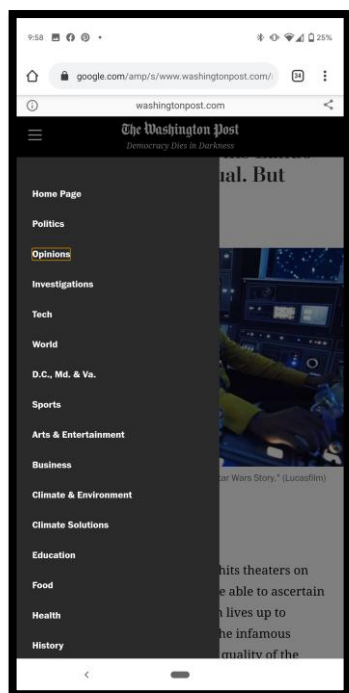 9:58
25%
google.com/amp/s/www.washingtonpost.com/
34
washingtonpost.com
The Washington Post
Democracy Dies in Darkness
ual. But
Home Page
Politics
Opinions
Investigations
Tech
World
D.C., Md. & Va.
Sports
Arts & Entertainment
Business
Climate & Environment
tar Wars Story." (Lucasfilm)
Climate Solutions
Education
hits theaters on
Food
e able to ascertain
Health
lives up to
he infamous
History
quality of the